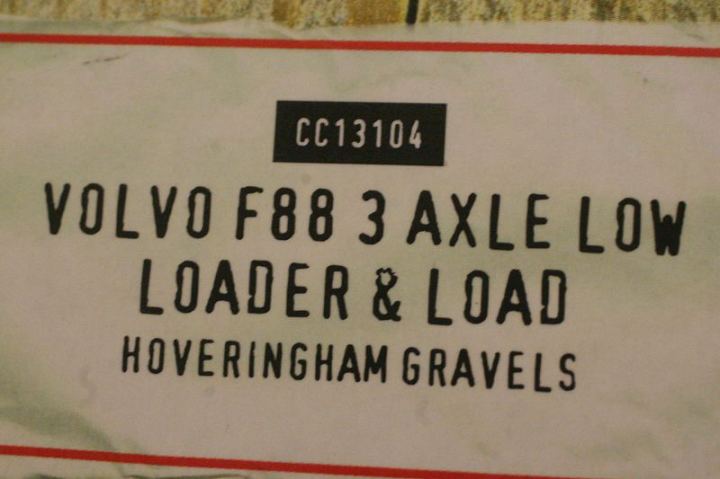 CC13104
VOLVO F88 3 AXLE LOW
LOADER & LOAD
HOVERINGHAM GRAVELS